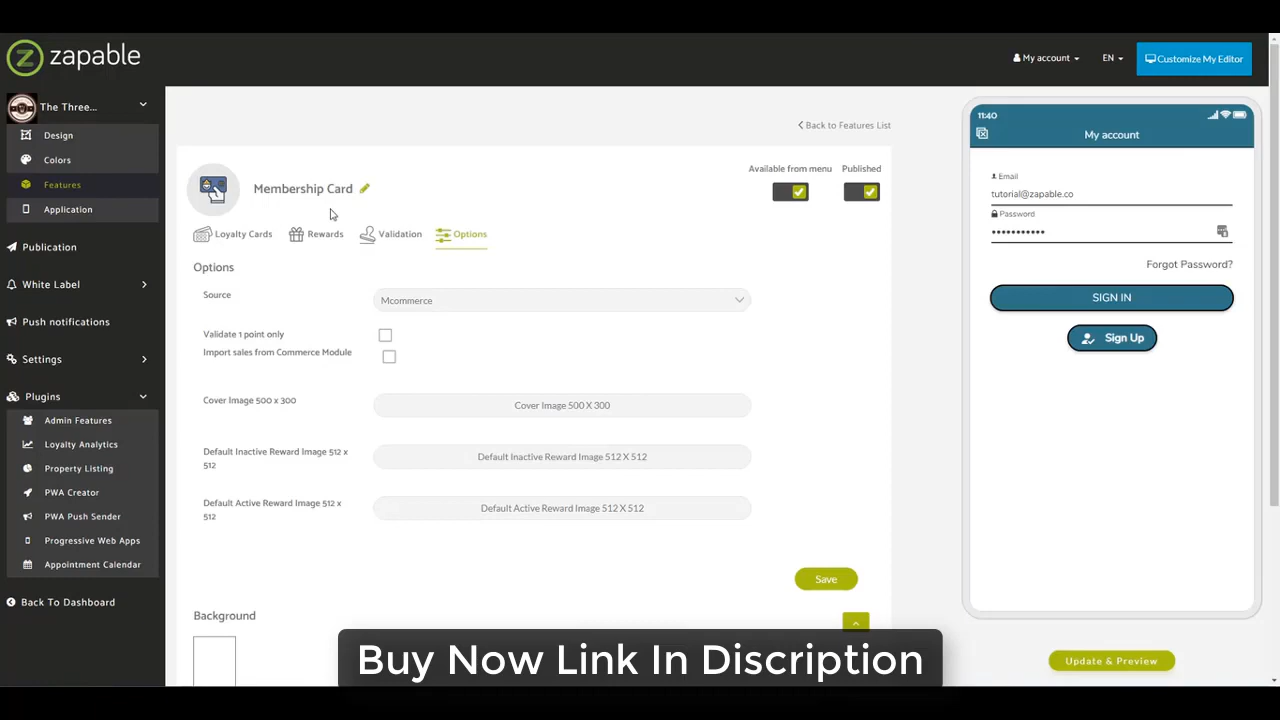 zapable
My account
EN
Customize My Editor
The Three...
Design
Colors
Features
Application
Publication
White Label
Push notifications
Settings
Plugins
Admin Features
Loyalty Analytics
Property Listing
PWA Creator
PWA Push Sender
Progressive Web Apps
Appointment Calendar
Back To Dashboard
Back to Features List
Membership Card
Available from menu
Published
Loyalty Cards
Rewards
Validation
Options
Options
Source
Mcommerce
Validate 1 point only
Import sales from Commerce Module
Cover Image 500 x 300
Cover Image 500 X 300
Default Inactive Reward Image 512 x
512
Default Inactive Reward Image 512 X 512
Default Active Reward Image 512 x
512
Default Active Reward Image 512 X 512
Save
Background
11:40
My account
Email
tutorial@zapable.co
Password
•••••••••••
Forgot Password?
SIGN IN
Sign Up
Update & Preview
Buy Now Link In Discription